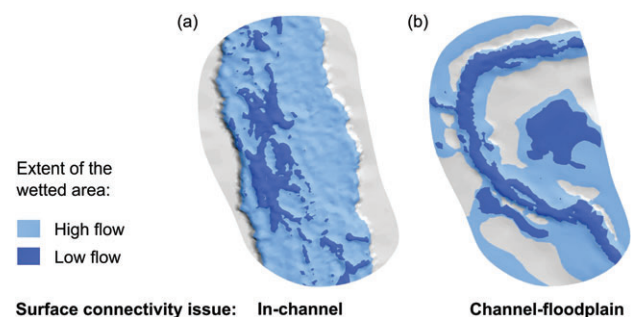 (a)
(b)
Extent of the
wetted area:
High flow
Low flow
Surface connectivity issue: In-channel Channel-floodplain